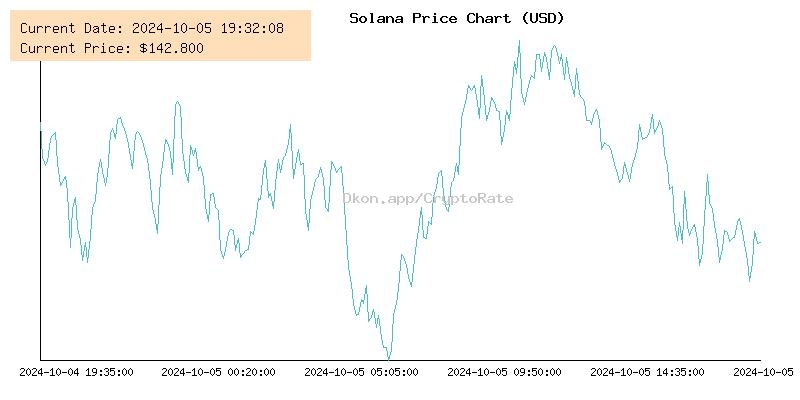 Solana Price Chart (USD)
Current Date: 2024-10-05 19:32:08
Current Price: $142.800
Okon.app/CryptoRate
2024-10-04 19:35:00 2024-10-05 00:20:00 2024-10-05 05:05:00 2024-10-05 09:50:00 2024-10-05 14:35:00 2024-10-05